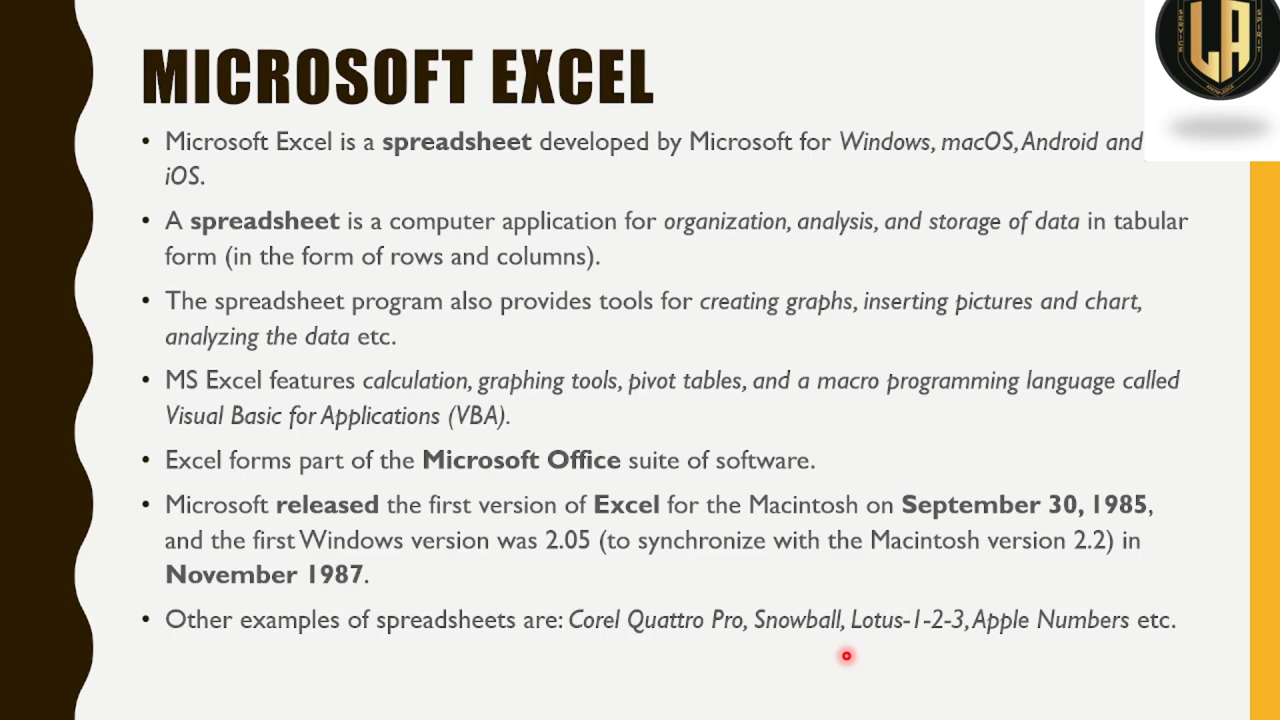 MICROSOFT EXCEL
LA
SERVICE
SPIRIT
KNOWLEDGE
• Microsoft Excel is a spreadsheet developed by Microsoft for Windows, macOS, Android and
iOS.
• A spreadsheet is a computer application for organization, analysis, and storage of data in tabular
form (in the form of rows and columns).
• The spreadsheet program also provides tools for creating graphs, inserting pictures and chart,
analyzing the data etc.
• MS Excel features calculation, graphing tools, pivot tables, and a macro programming language called
Visual Basic for Applications (VBA).
• Excel forms part of the Microsoft Office suite of software.
• Microsoft released the first version of Excel for the Macintosh on September 30, 1985,
and the first Windows version was 2.05 (to synchronize with the Macintosh version 2.2) in
November 1987.
• Other examples of spreadsheets are: Corel Quattro Pro, Snowball, Lotus-1-2-3, Apple Numbers etc.